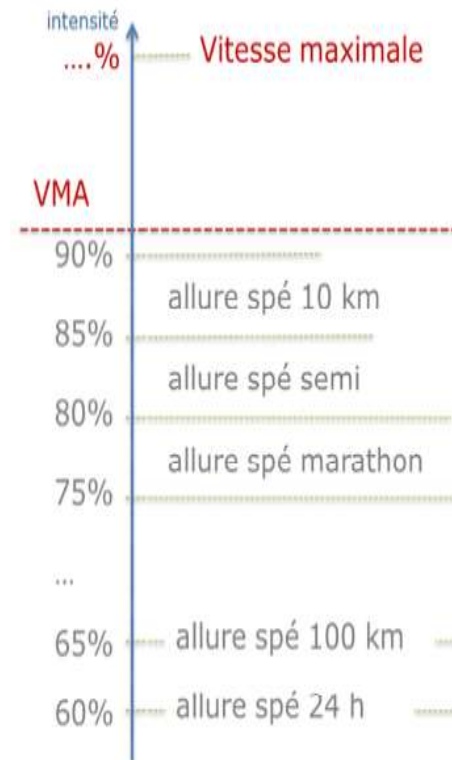 intensité
....% Vitesse maximale
VMA
90%
allure spé 10 km
85%
allure spé semi
80%
allure spé marathon
75%
...
65% allure spé 100 km
60% allure spé 24 h